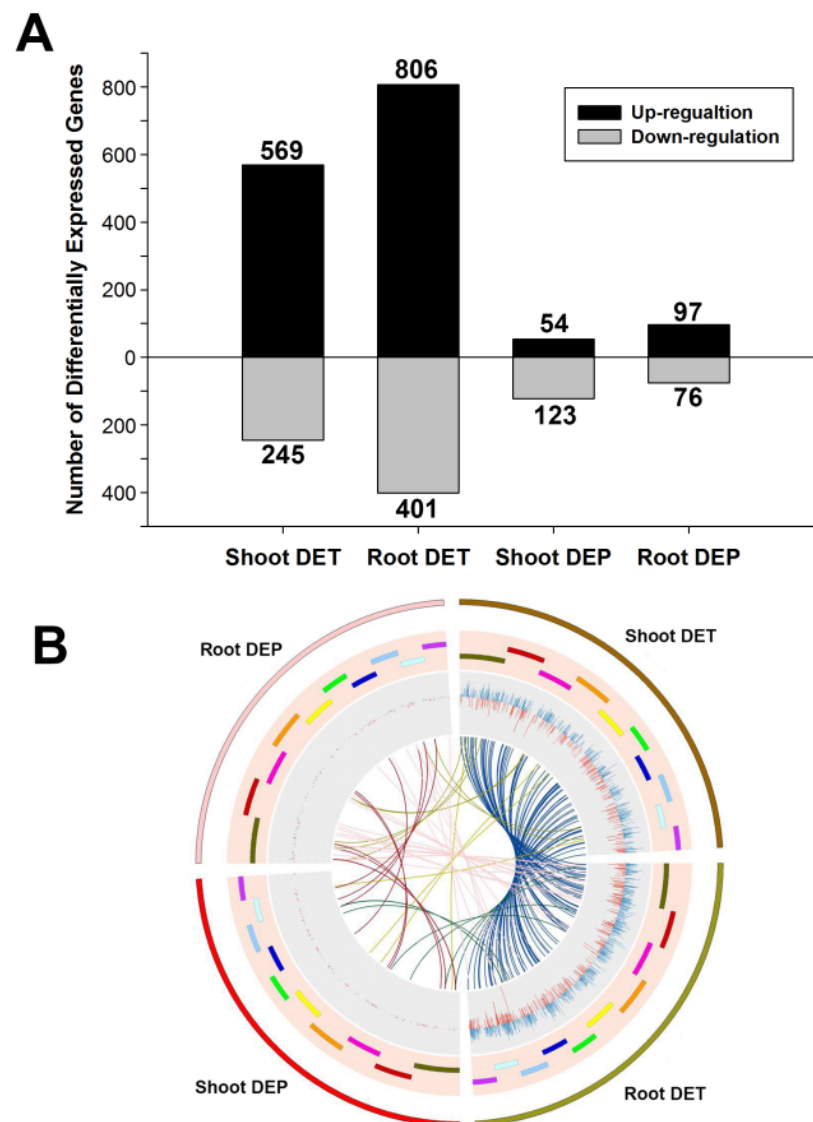 A
Number of Differentially Expressed Genes
800
600
400
200
0
200
400
569
806
54
97
245
401
123
76
Up-regualtion
Down-regulation
Shoot DET
Root DET
Shoot DEP
Root DEP
B
Root DEP
Shoot DET
Shoot DEP
Root DET